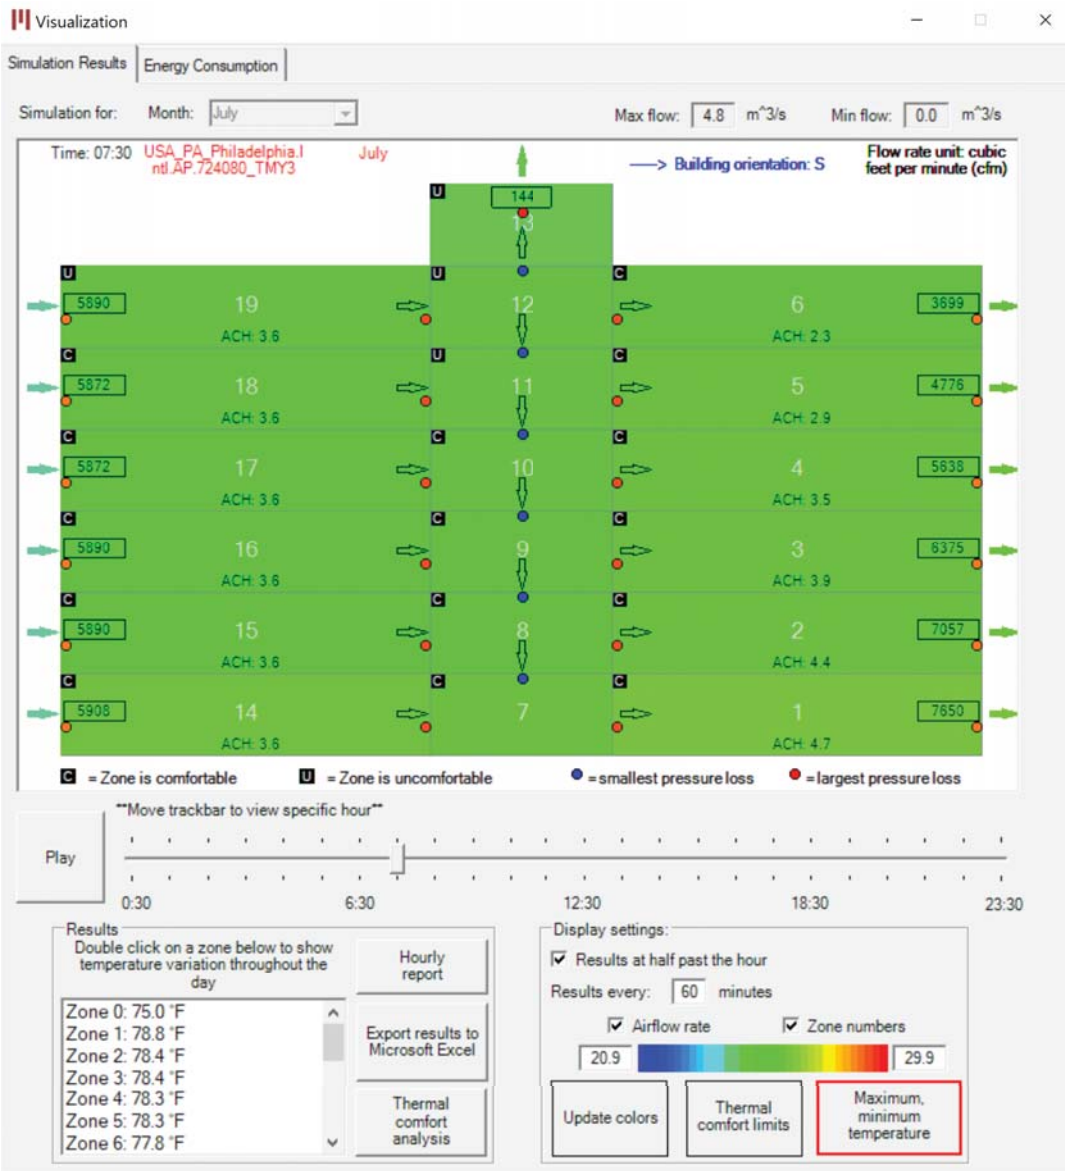 Visualization
Simulation Results
Energy Consumption
Simulation for:
Month:
July
Max flow:
4.8
m^3/s
Min flow:
0.0
m^3/s
Time: 07:30
USA_PA_Philadelphia.I
ntl.AP.724080_TMY3
July
---> Building orientation: S
Flow rate unit: cubic
feet per minute (cfm)
U
144
13
U
U
C
5890
19
12
6
3699
ACH: 3.6
ACH: 2.3
C
U
C
5872
18
11
5
4776
ACH: 3.6
ACH: 2.9
C
C
C
5872
17
10
4
5638
ACH: 3.6
ACH: 3.5
C
C
C
5890
16
9
3
6375
ACH: 3.6
ACH: 3.9
C
C
C
5890
15
8
2
7057
ACH: 3.6
ACH: 4.4
C
C
C
5908
14
7
1
7650
ACH: 3.6
ACH: 4.7
C = Zone is comfortable
U = Zone is uncomfortable
= smallest pressure loss
= largest pressure loss
**Move trackbar to view specific hour**
Play
0:30
6:30
12:30
18:30
23:30
Results
Double click on a zone below to show
temperature variation throughout the
day
Zone 0: 75.0 °F
Zone 1: 78.8 °F
Zone 2: 78.4 °F
Zone 3: 78.4 °F
Zone 4: 78.3 °F
Zone 5: 78.3 °F
Zone 6: 77.8 °F
Hourly
report
Export results to
Microsoft Excel
Thermal
comfort
analysis
Display settings:
Results at half past the hour
Results every:
60
minutes
Airflow rate
Zone numbers
20.9
29.9
Update colors
Thermal
comfort limits
Maximum,
minimum
temperature